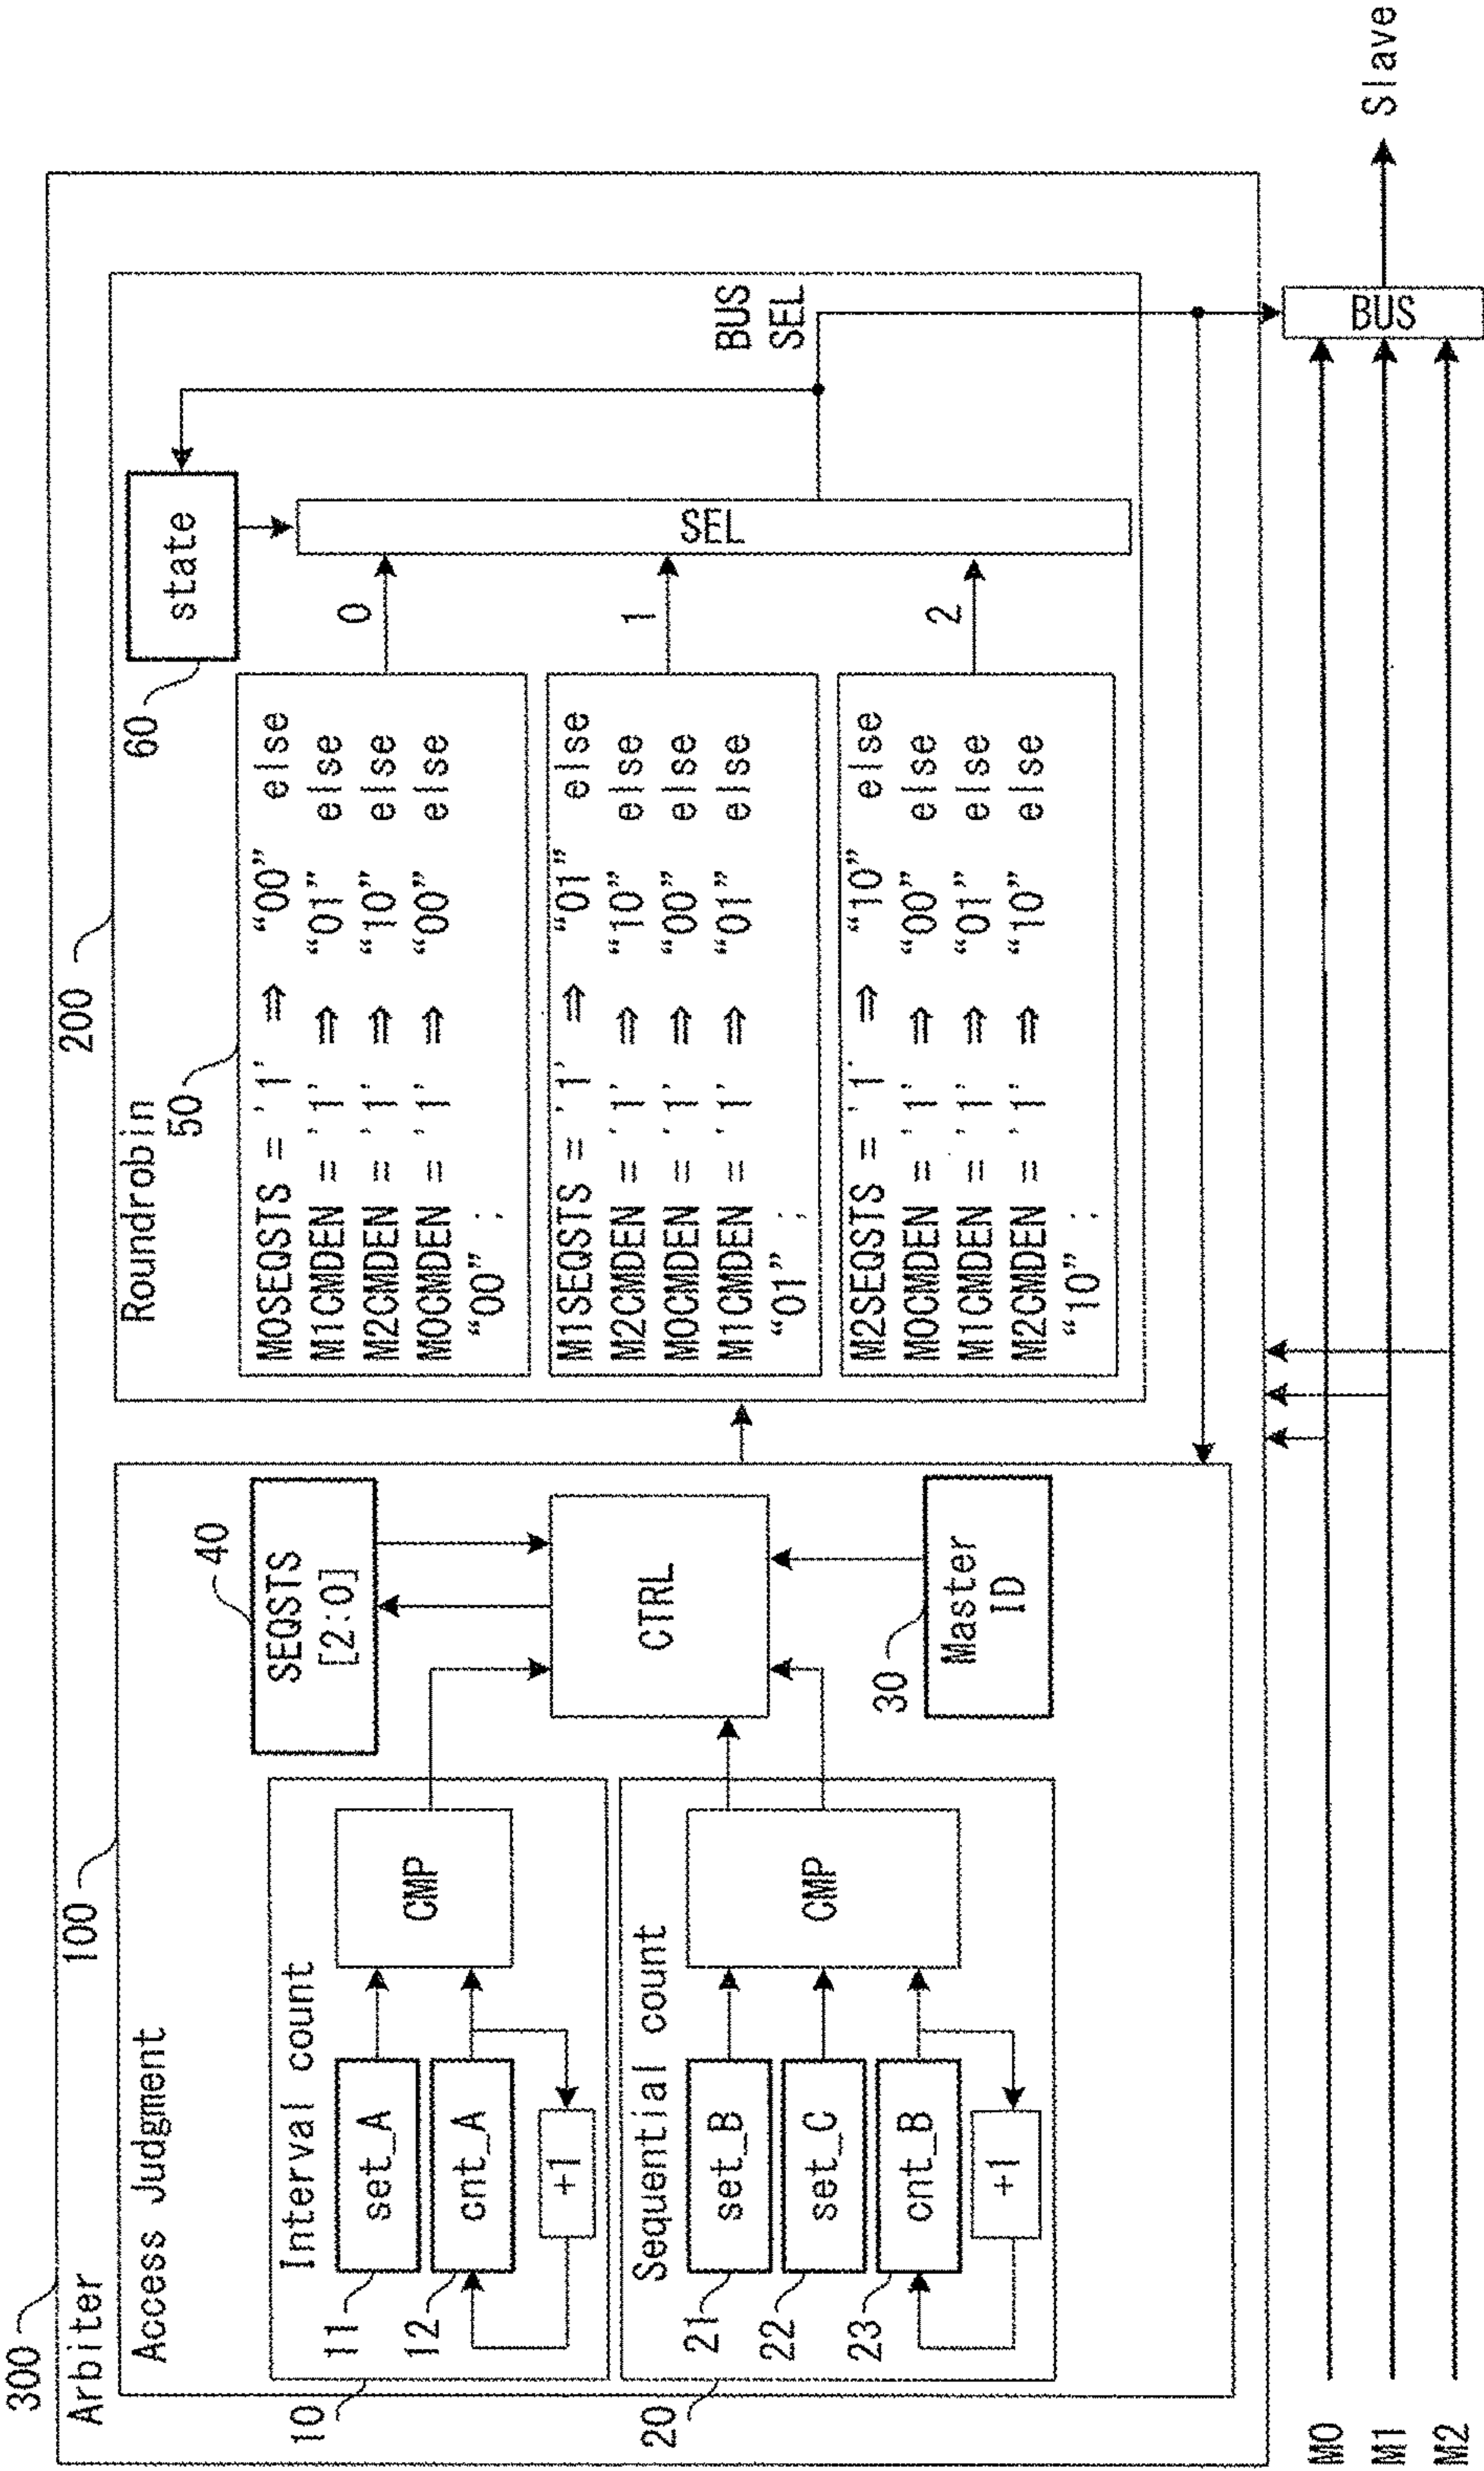 300
Arbiter
100
Access Judgment
10
Interval count
11
set_A
12
cnt_A
+1
CMP
20
Sequential count
21
set_B
22
set_C
23
cnt_B
+1
CMP
40
SEQSTS
[2:0]
CTRL
30
Master
ID
200
Roundrobin
50
M0SEQSTS = '1' ⇒ “00” else
M1CMDEN = '1' ⇒ “01” else
M2CMDEN = '1' ⇒ “10” else
M0CMDEN = '1' ⇒ “00” else
“00” ;
M1SEQSTS = '1' ⇒ “01” else
M2CMDEN = '1' ⇒ “10” else
M0CMDEN = '1' ⇒ “00” else
M1CMDEN = '1' ⇒ “01” else
“01” ;
M2SEQSTS = '1' ⇒ “10” else
M0CMDEN = '1' ⇒ “00” else
M1CMDEN = '1' ⇒ “01” else
M2CMDEN = '1' ⇒ “10” else
“10” ;
60
state
0
1
2
SEL
BUS
SEL
M0
M1
M2
BUS
Slave